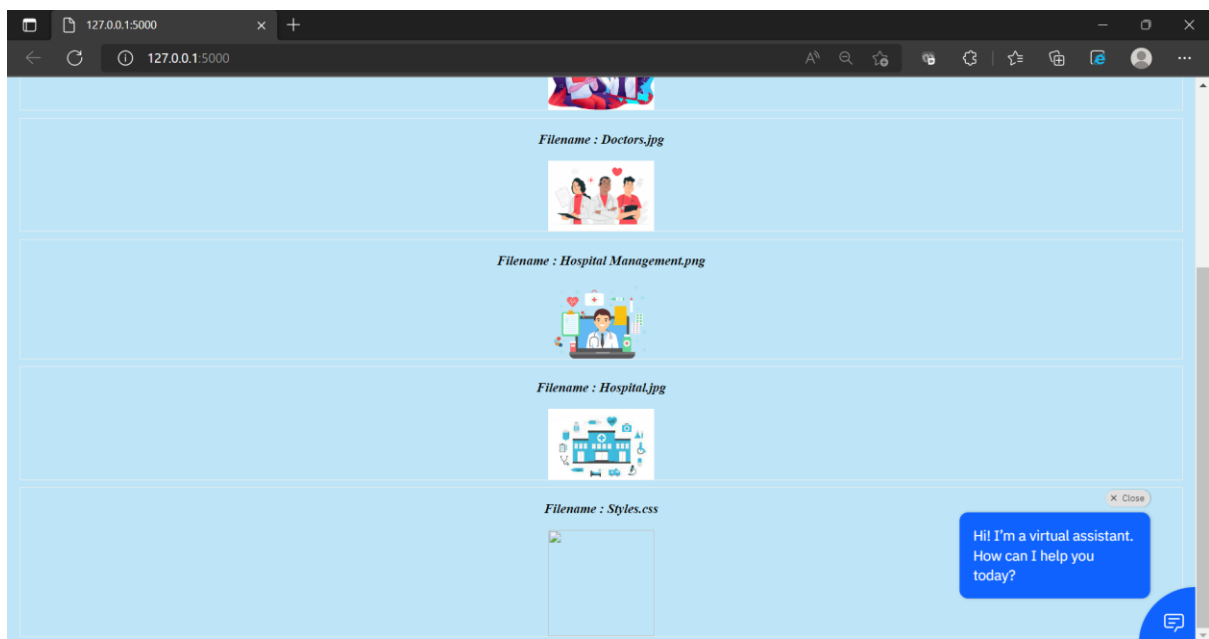 127.0.0.1:5000
127.0.0.1:5000
Filename : Doctors.jpg
Filename : Hospital Management.png
Filename : Hospital.jpg
Filename : Styles.css
Close
Hi! I'm a virtual assistant.
How can I help you
today?